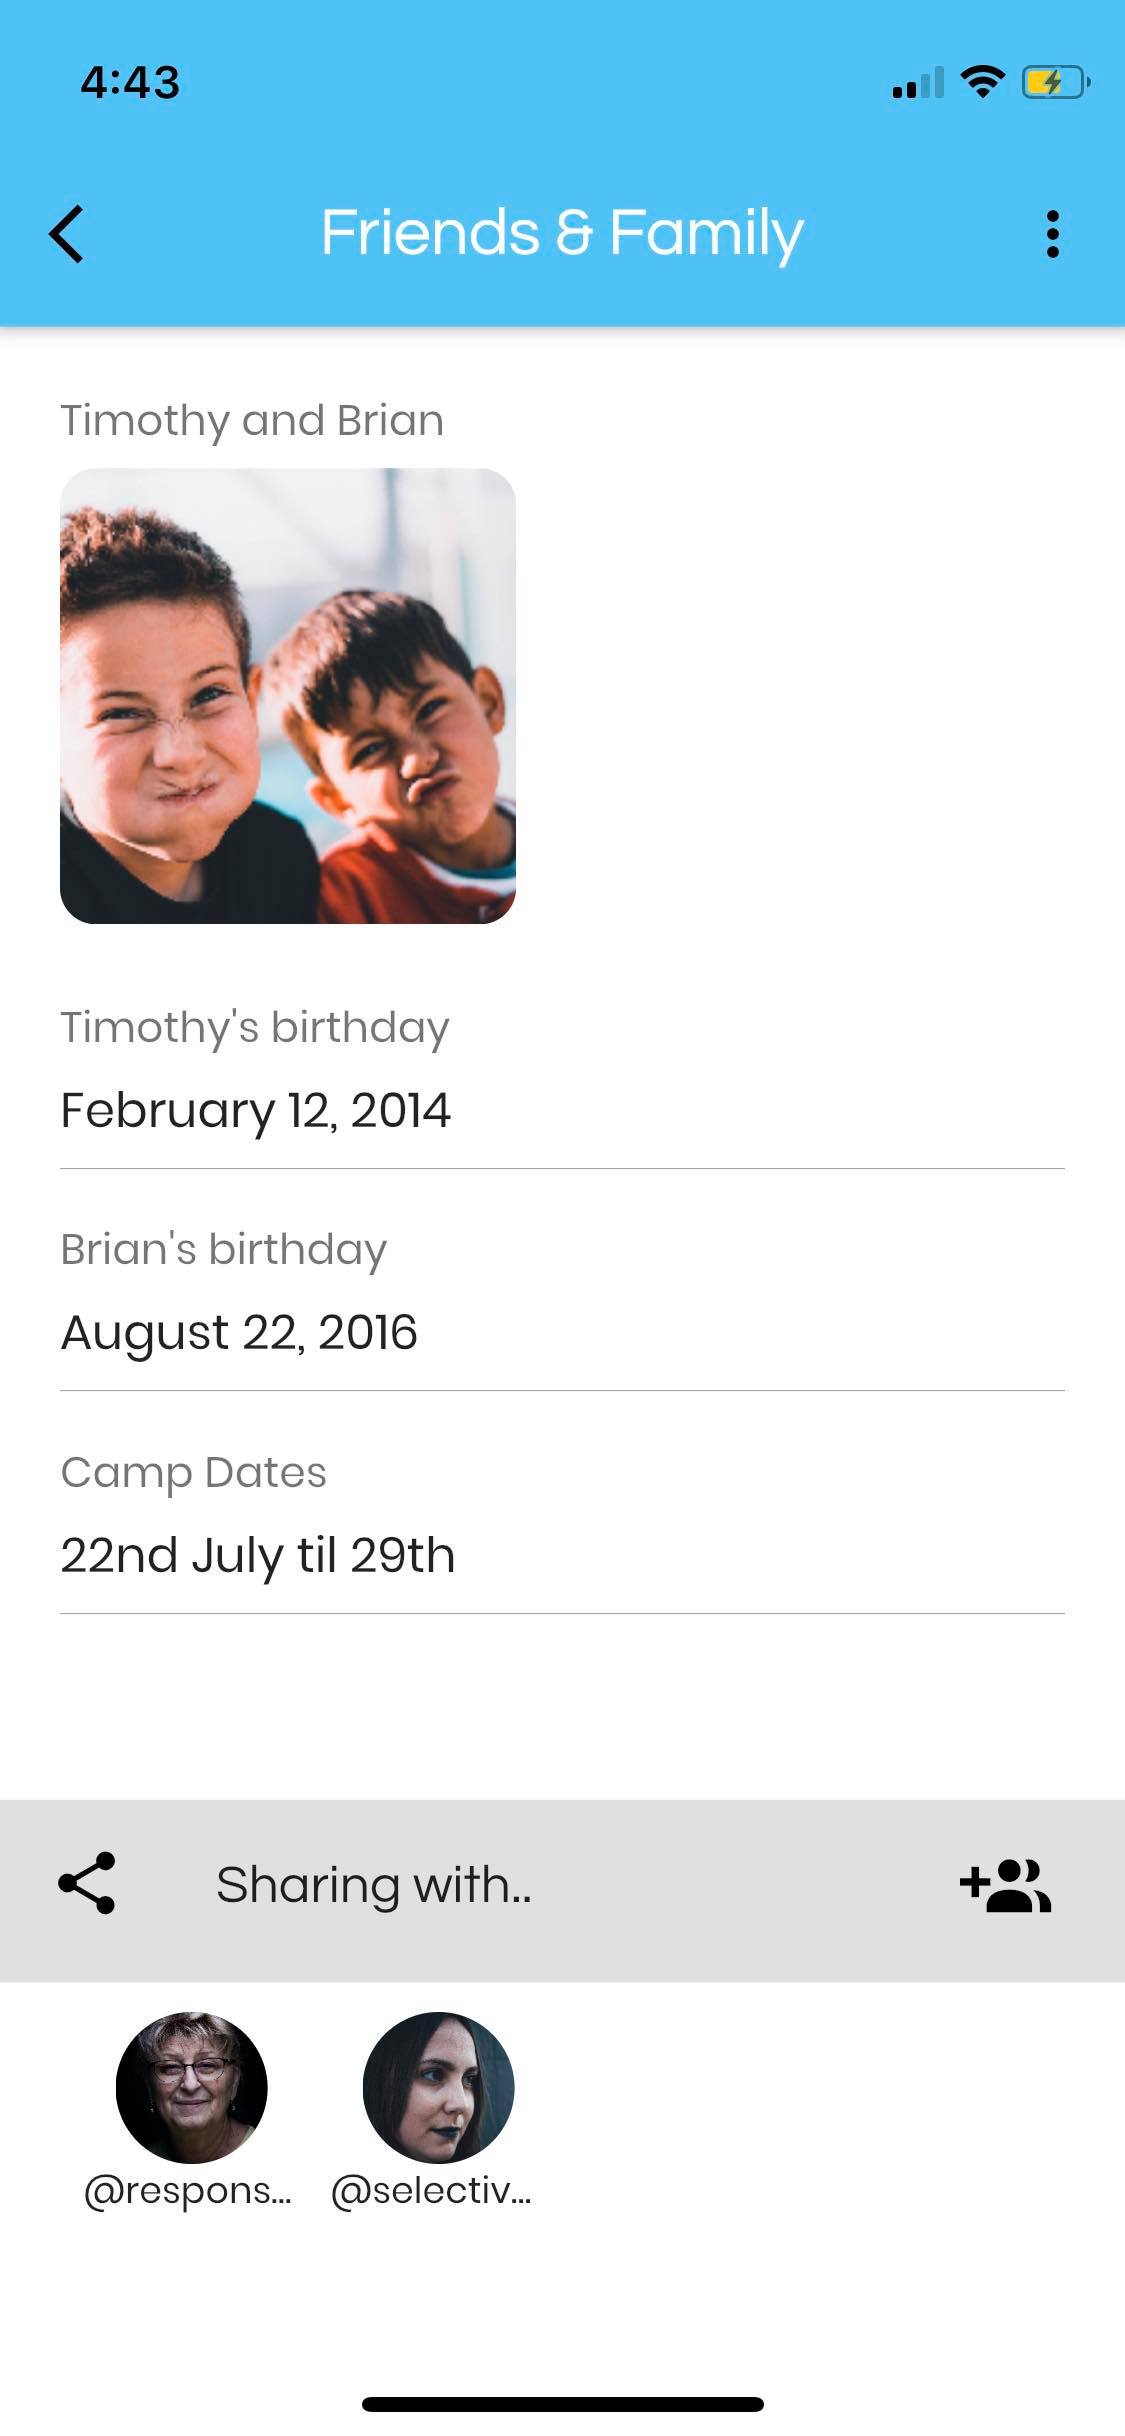 4:43
Friends & Family
Timothy and Brian
Timothy's birthday
February 12, 2014
Brian's birthday
August 22, 2016
Camp Dates
22nd July til 29th
Sharing with..
@respons... @selectiv...